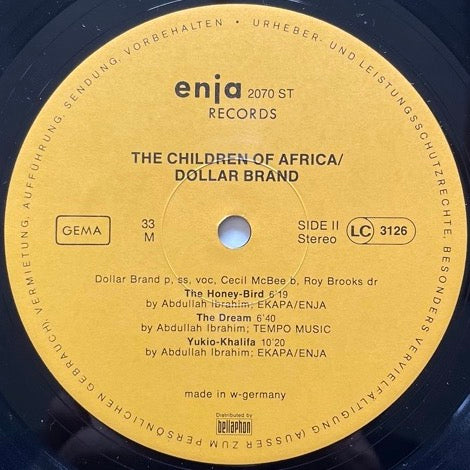 URHEBER- UND LEISTUNGSSCHUTZRECHTE, BESONDERS VERVIELFÄLTIGUNG (AUSSER ZUM PERSÖNLICHEN GEBRAUCH), VERMIETUNG, AUFFÜHRUNG, SENDUNG, VORBEHALTEN •
enja 2070 ST
RECORDS
THE CHILDREN OF AFRICA/
DOLLAR BRAND
GEMA
33
M
SIDE II
Stereo
LC 3126
Dollar Brand p, ss, voc, Cecil McBee b, Roy Brooks dr
The Honey-Bird 6'19
by Abdullah Ibrahim; EKAPA/ENJA
The Dream 6'40
by Abdullah Ibrahim; TEMPO MUSIC
Yukio-Khalifa 10'20
by Abdullah Ibrahim; EKAPA/ENJA
made in w-germany
Distributed by
bellaphon